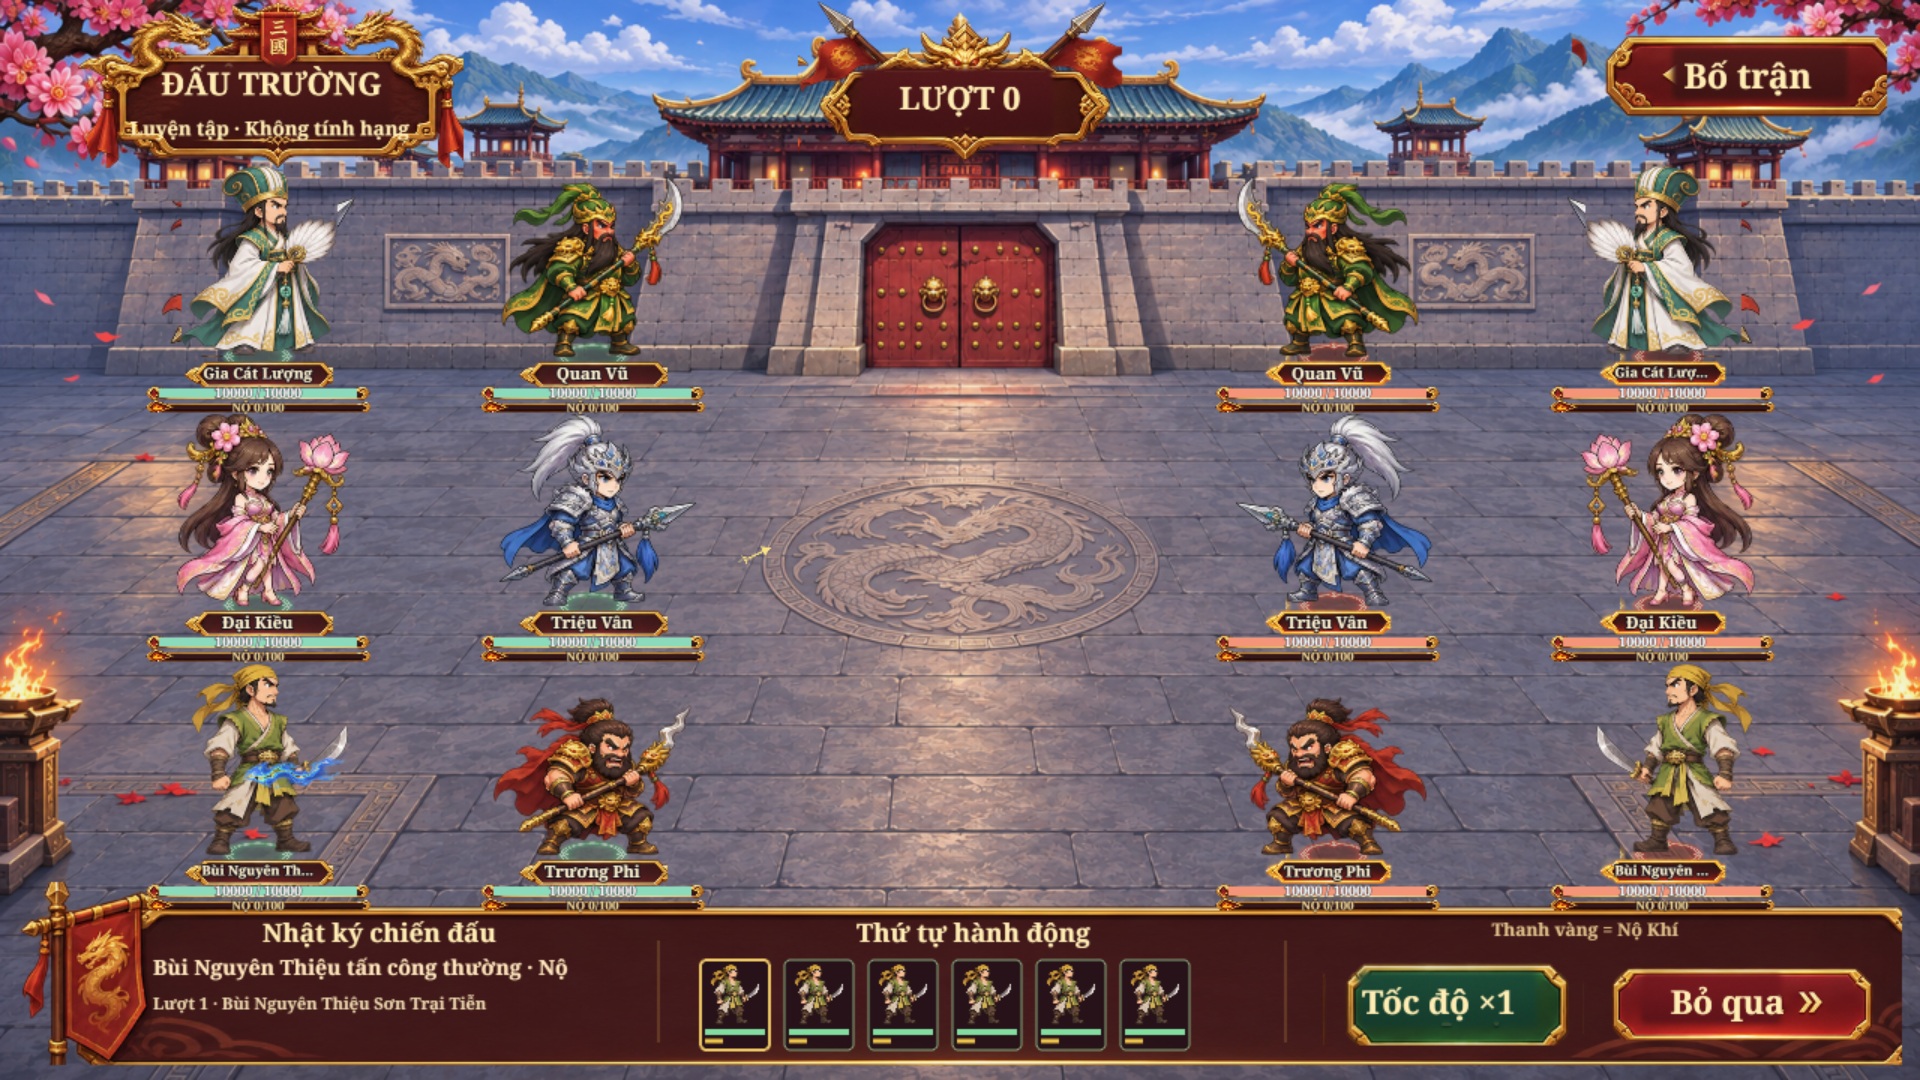 三國
ĐẤU TRƯỜNG
Luyện tập · Không tính hạng
LƯỢT 0
Bố trận
Gia Cát Lượng
10000 / 10000
NỘ 0/100
Quan Vũ
10000 / 10000
NỘ 0/100
Quan Vũ
10000 / 10000
NỘ 0/100
Gia Cát Lượ...
10000 / 10000
NỘ 0/100
Đại Kiều
10000 / 10000
NỘ 0/100
Triệu Vân
10000 / 10000
NỘ 0/100
Triệu Vân
10000 / 10000
NỘ 0/100
Đại Kiều
10000 / 10000
NỘ 0/100
Bùi Nguyên Th...
10000 / 10000
NỘ 0/100
Trương Phi
10000 / 10000
NỘ 0/100
Trương Phi
10000 / 10000
NỘ 0/100
Bùi Nguyên ...
10000 / 10000
NỘ 0/100
Nhật ký chiến đấu
Bùi Nguyên Thiệu tấn công thường · Nộ
Lượt 1 · Bùi Nguyên Thiệu Sơn Trại Tiễn
Thứ tự hành động
Thanh vàng = Nộ Khí
Tốc độ ×1
Bỏ qua »